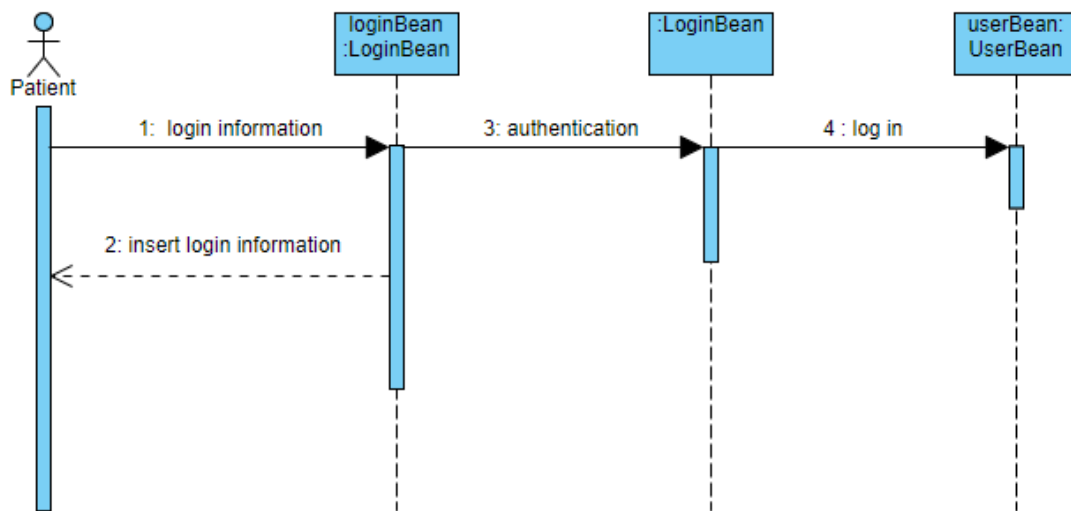 loginBean
:LoginBean
:LoginBean
userBean:
UserBean
Patient
1:  login information
3: authentication
4 : log in
2: insert login information